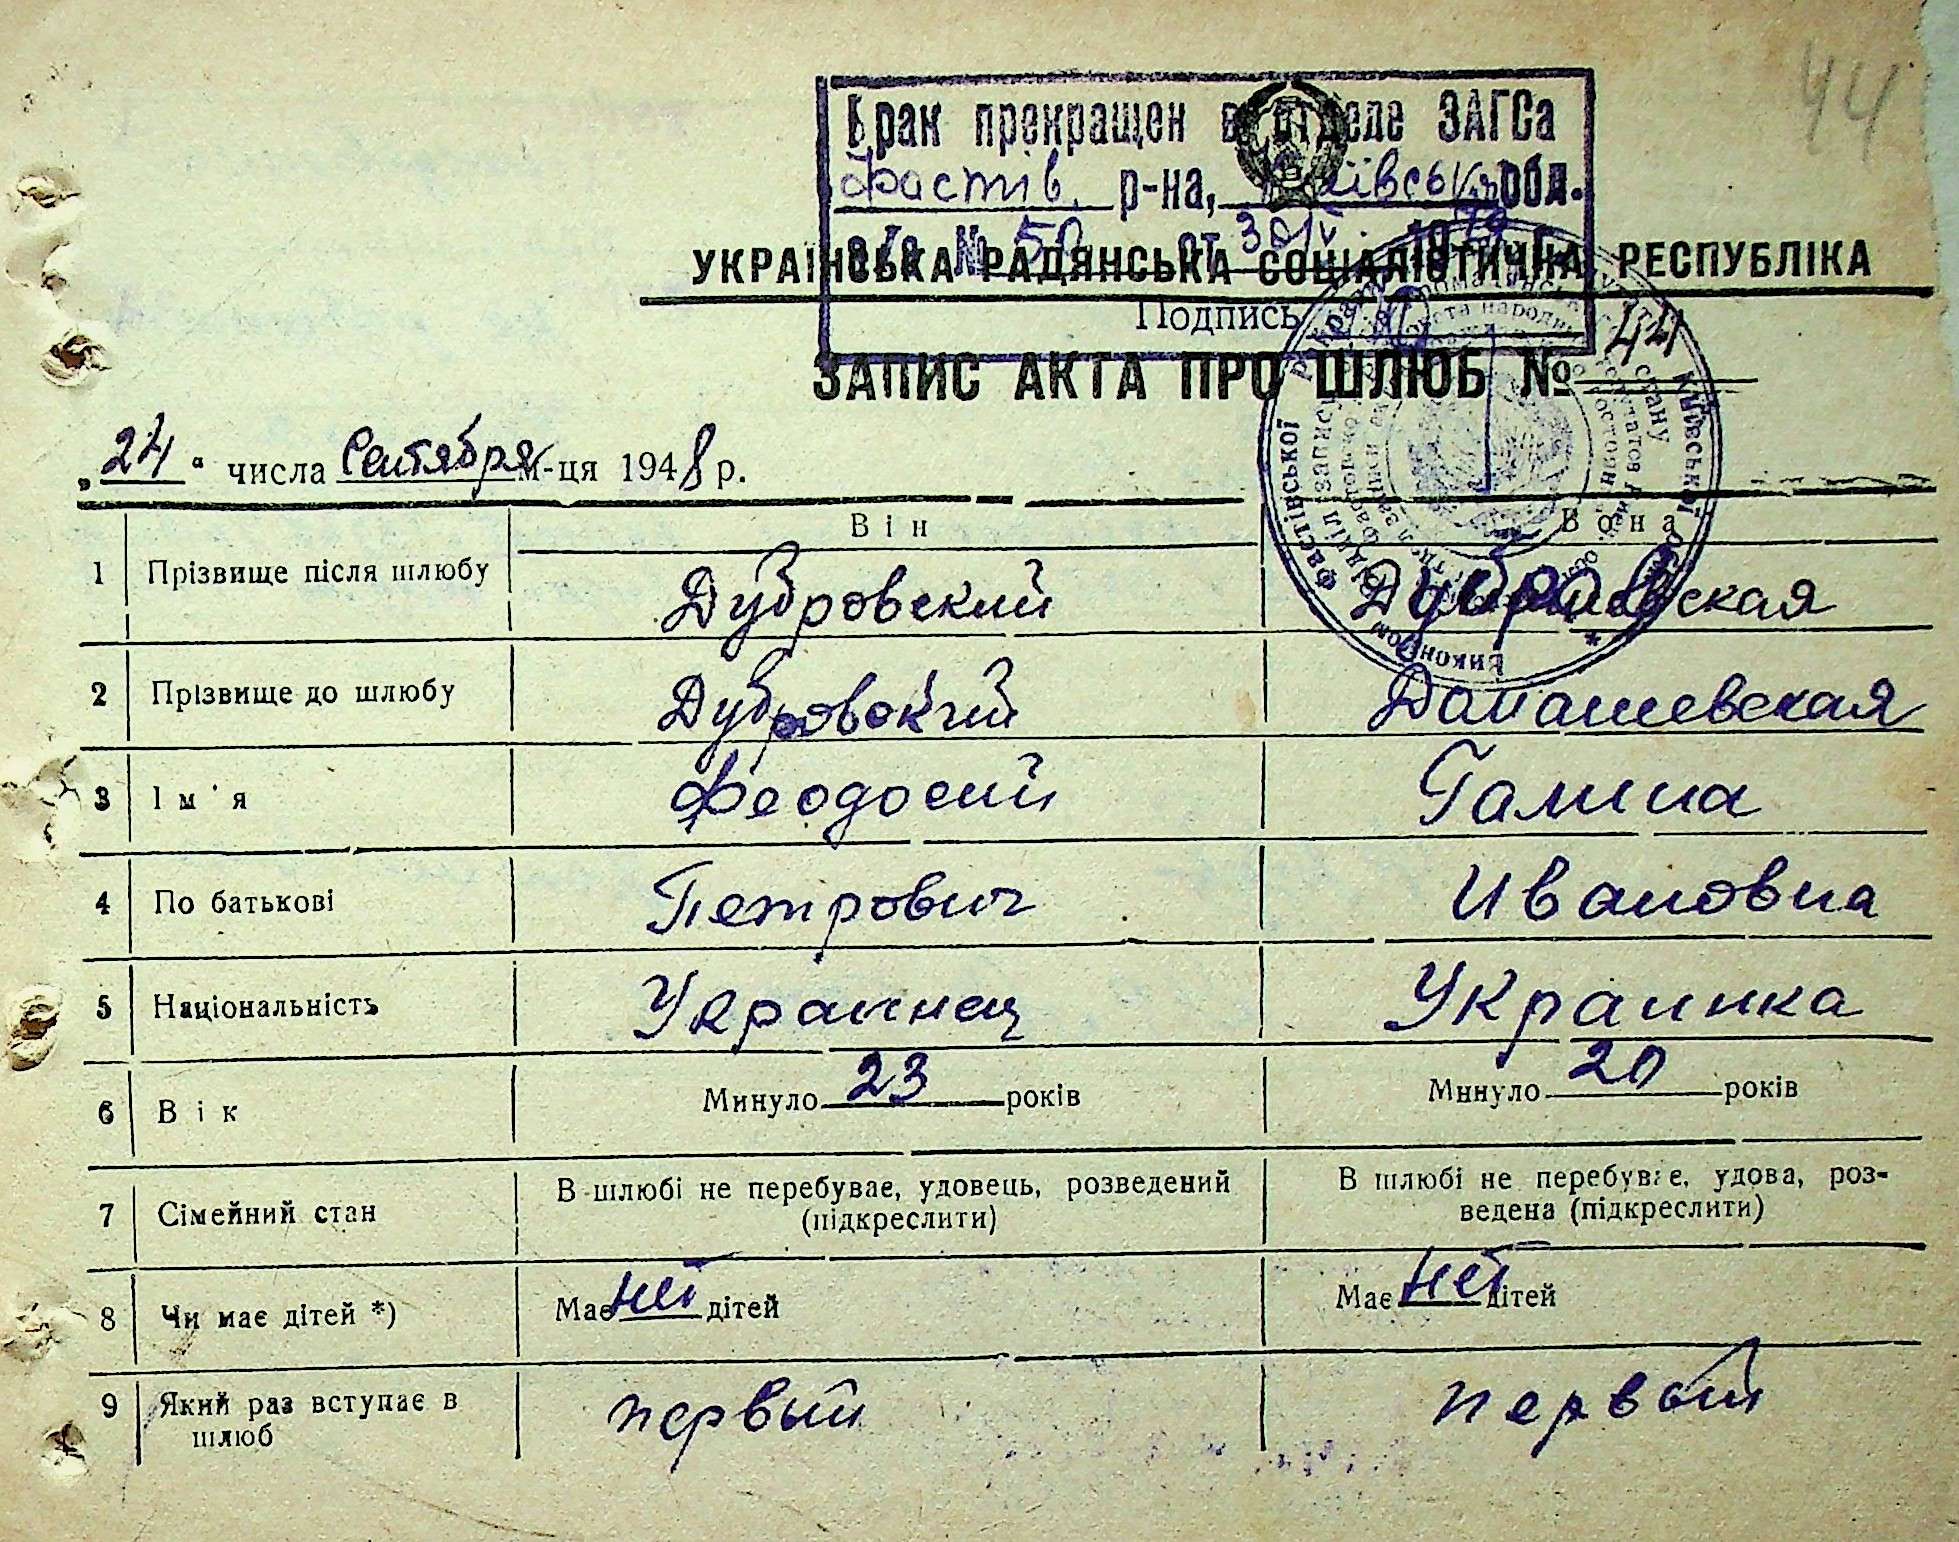 44
Брак прекращен в отделе ЗАГСа
Фастів. р-на, Київськ. обл.
а/з № 50 от
УКРАЇНСЬКА РАДЯНСЬКА СОЦІАЛІСТИЧНА РЕСПУБЛІКА
Подпись
ЗАПИС АКТА ПРО ШЛЮБ № 44
„24“ числа Сентября м-ця 1948 р.
Він Вона
1 Прізвище після шлюбу Дубровский Дубровская
2 Прізвище до шлюбу Дубровский Домашевская
3 Ім'я Феодосий Галина
4 По батькові Петрович Ивановна
5 Національність Украинец Украинка
6 Вік Минуло 23 років Минуло 20 років
7 Сімейний стан В шлюбі не перебуває, удовець, розведений (підкреслити) В шлюбі не перебуває, удова, роз-
ведена (підкреслити)
8 Чи має дітей *) Має нет дітей Має нет дітей
9 Який раз вступає в шлюб первый первый